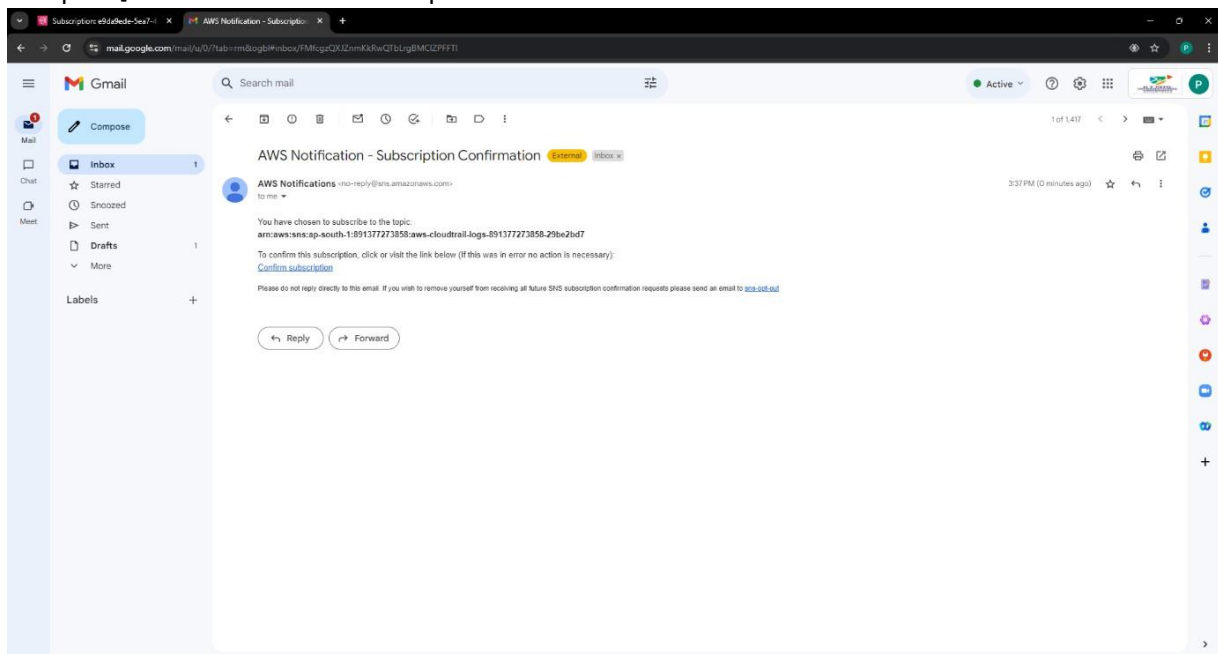 Subscription: e9da9ede-5ea7-4
AWS Notification - Subscription
mail.google.com/mail/u/0/?tab=rm&ogbl#inbox/FMfcgzQXJZnmKkRwQTbLrgBMClZPFFTl
Gmail
Search mail
Active
P
Mail
Chat
Meet
Compose
Inbox 1
Starred
Snoozed
Sent
Drafts 1
More
Labels
1 of 1,417
AWS Notification - Subscription Confirmation External Inbox x
AWS Notifications <no-reply@sns.amazonaws.com>
3:37 PM (0 minutes ago)
to me
You have chosen to subscribe to the topic:
arn:aws:sns:ap-south-1:891377273858:aws-cloudtrail-logs-891377273858-29be2bd7
To confirm this subscription, click or visit the link below (If this was in error no action is necessary):
Confirm subscription
Please do not reply directly to this email. If you wish to remove yourself from receiving all future SNS subscription confirmation requests please send an email to sns-opt-out
Reply
Forward